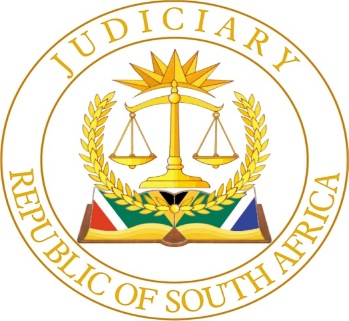 JUDICIARY
REPUBLIC OF SOUTH AFRICA